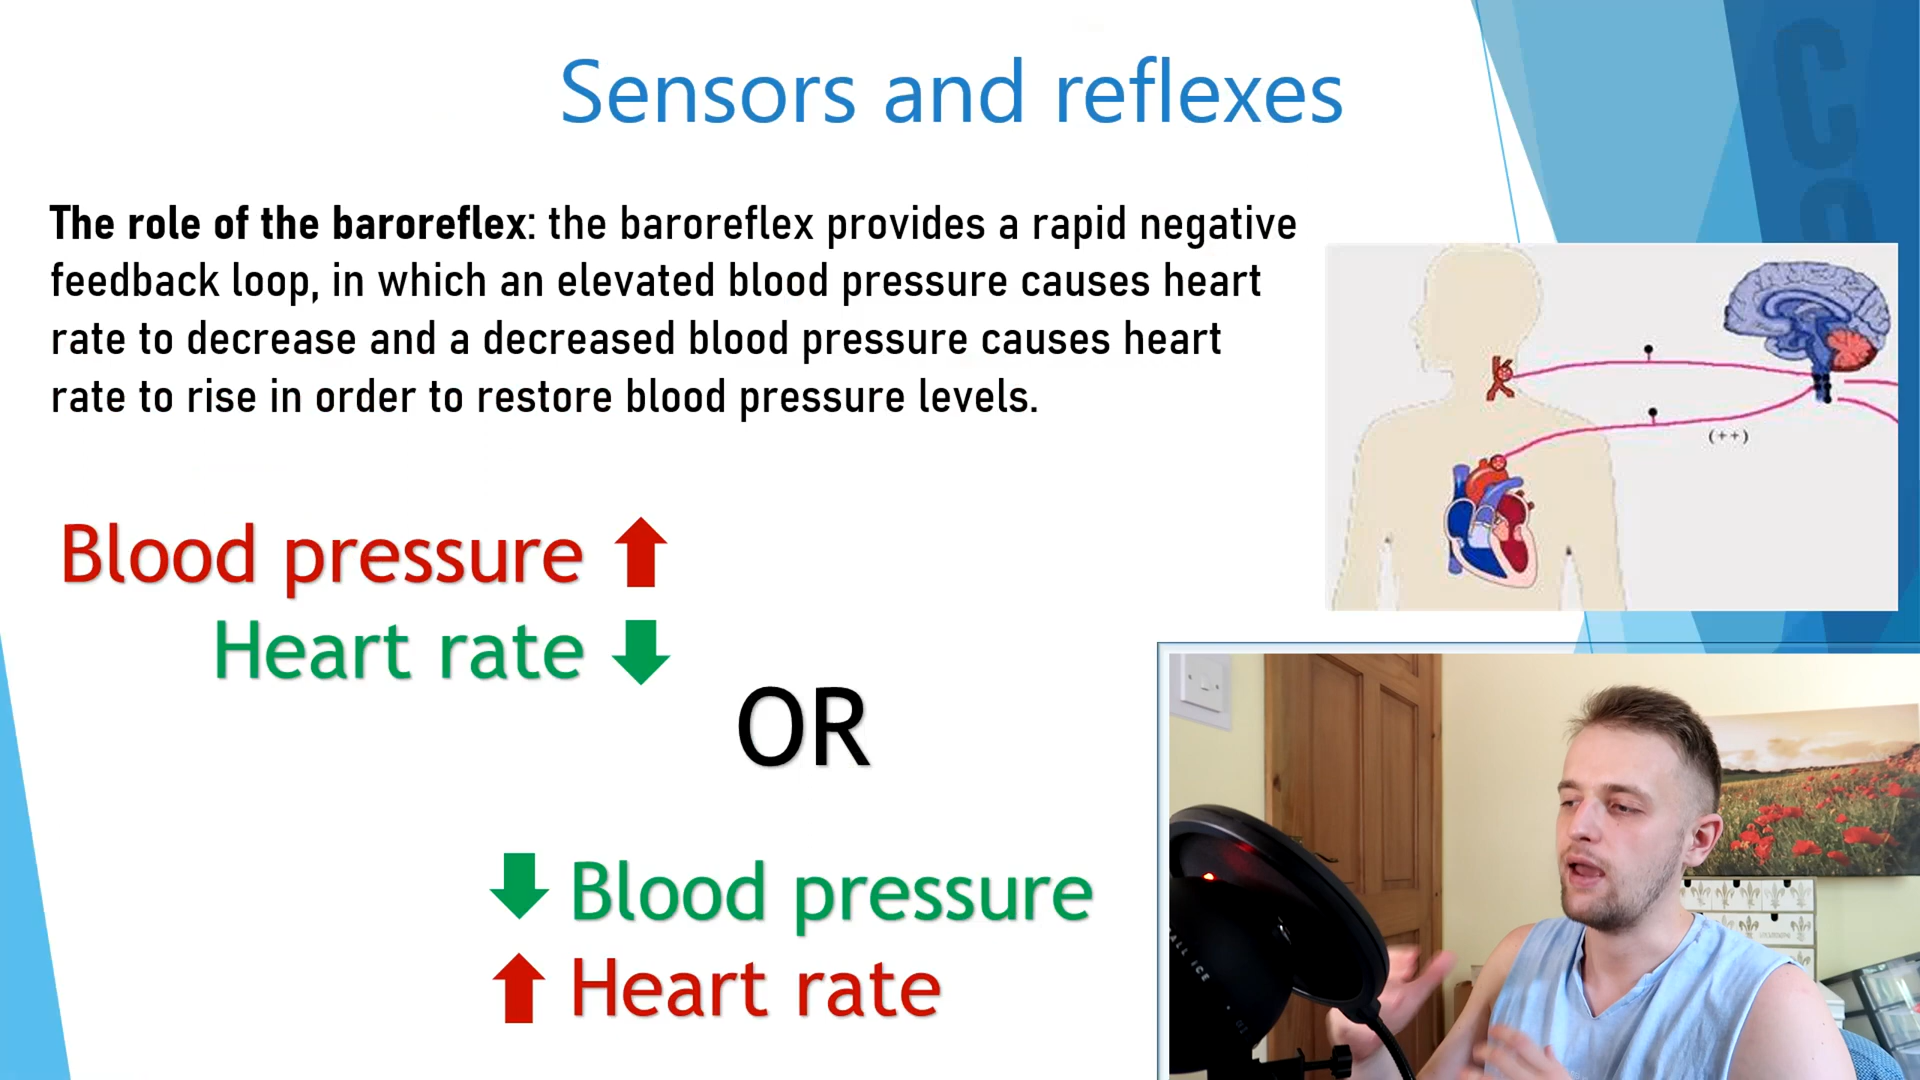 Sensors and reflexes
The role of the baroreflex: the baroreflex provides a rapid negative
feedback loop, in which an elevated blood pressure causes heart
rate to decrease and a decreased blood pressure causes heart
rate to rise in order to restore blood pressure levels.
(++)
Blood pressure
Heart rate
OR
Blood pressure
Heart rate
ALL ICE